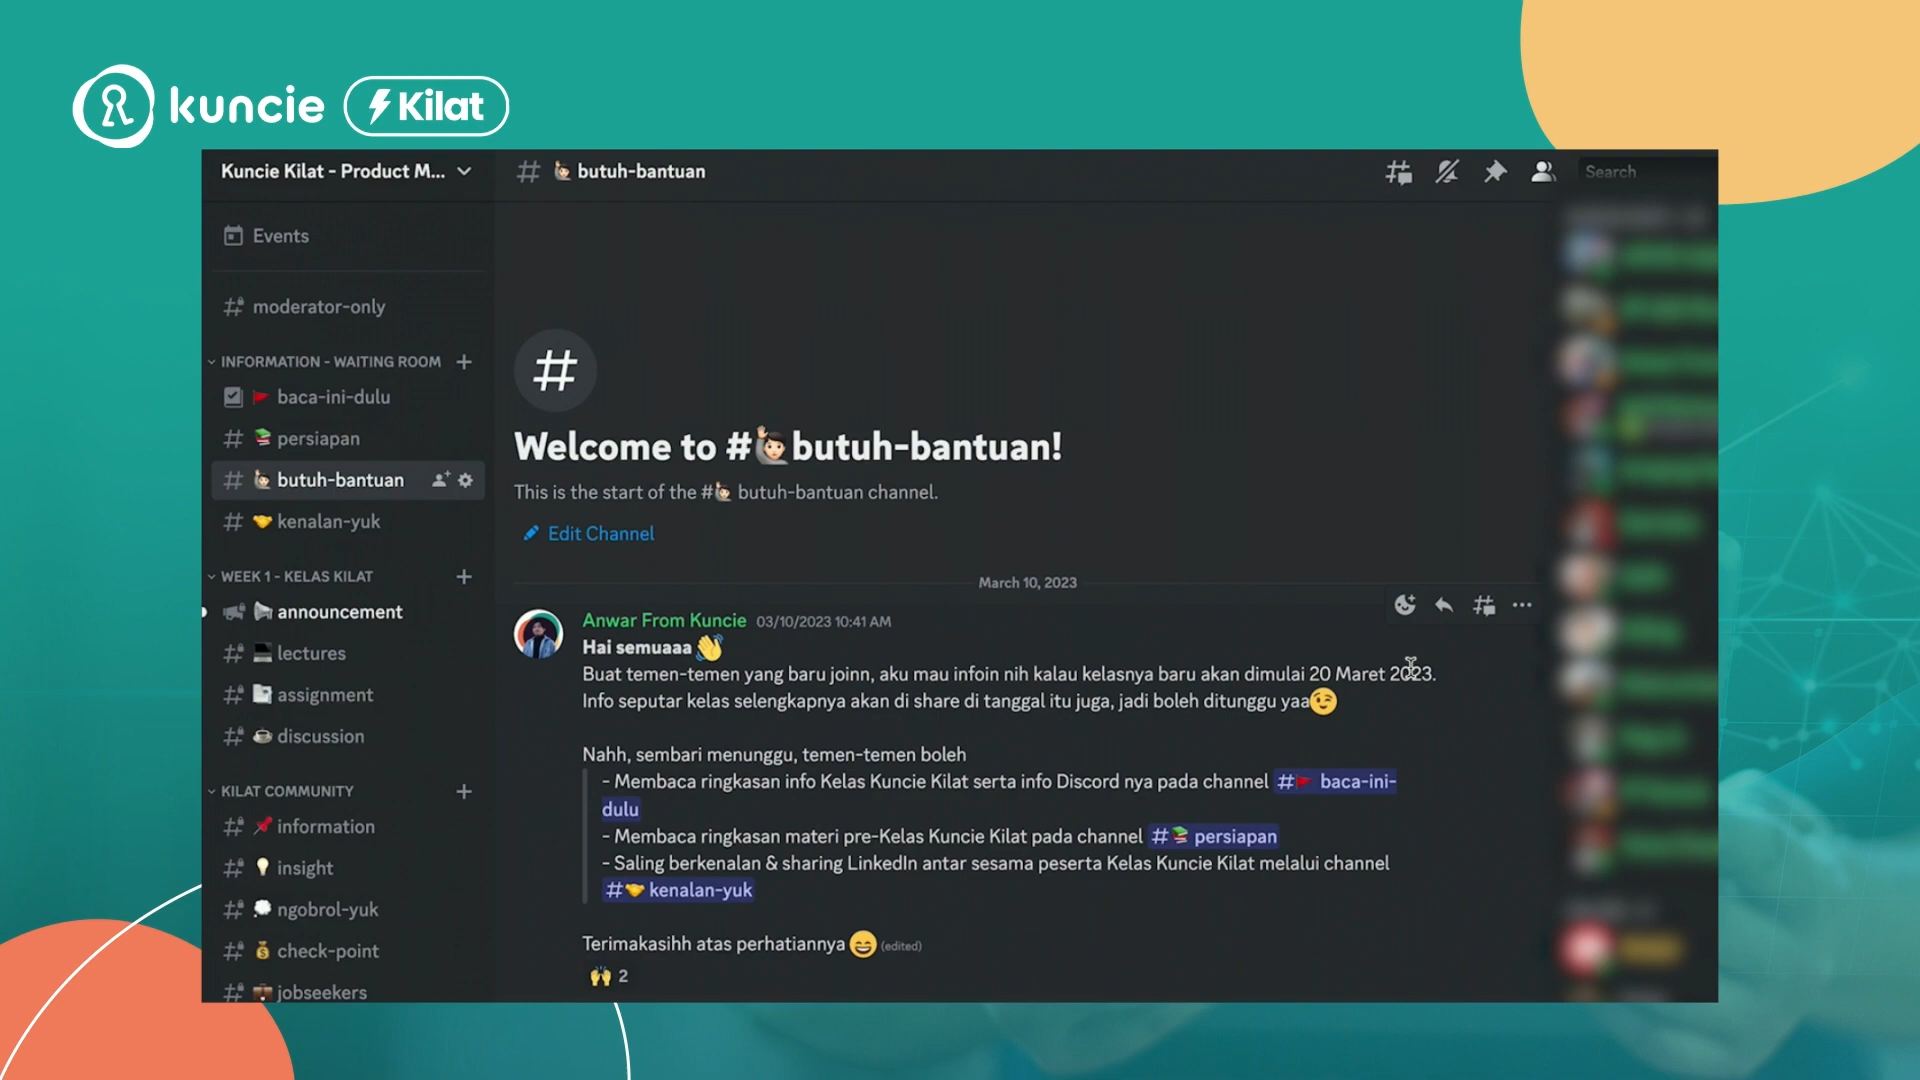 kuncie Kilat
Kuncie Kilat - Product M...
Events
moderator-only
INFORMATION - WAITING ROOM
baca-ini-dulu
persiapan
butuh-bantuan
kenalan-yuk
WEEK 1 - KELAS KILAT
announcement
lectures
assignment
discussion
KILAT COMMUNITY
information
insight
ngobrol-yuk
check-point
jobseekers
# butuh-bantuan
Search
#
Welcome to #butuh-bantuan!
This is the start of the # butuh-bantuan channel.
Edit Channel
March 10, 2023
Anwar From Kuncie 03/10/2023 10:41 AM
Hai semuaaa
Buat temen-temen yang baru joinn, aku mau infoin nih kalau kelasnya baru akan dimulai 20 Maret 2023.
Info seputar kelas selengkapnya akan di share di tanggal itu juga, jadi boleh ditunggu yaa
Nahh, sembari menunggu, temen-temen boleh
- Membaca ringkasan info Kelas Kuncie Kilat serta info Discord nya pada channel # baca-ini-
dulu
- Membaca ringkasan materi pre-Kelas Kuncie Kilat pada channel # persiapan
- Saling berkenalan & sharing LinkedIn antar sesama peserta Kelas Kuncie Kilat melalui channel
# kenalan-yuk
Terimakasihh atas perhatiannya (edited)
2